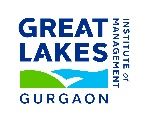 GREAT
LAKES
INSTITUTE OF
MANAGEMENT
GURGAON